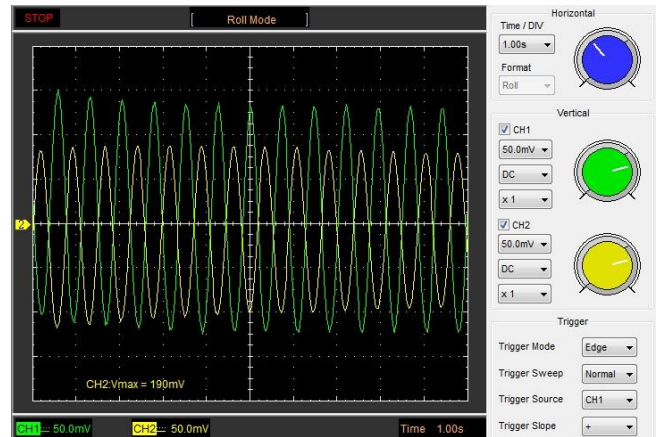 STOP
[ Roll Mode ]
2
CH2:Vmax = 190mV
CH1 50.0mV CH2 50.0mV Time 1.00s
Horizontal
Time / DIV
1.00s
Format
Roll
Vertical
CH1
50.0mV
DC
x 1
CH2
50.0mV
DC
x 1
Trigger
Trigger Mode Edge
Trigger Sweep Normal
Trigger Source CH1
Trigger Slope +